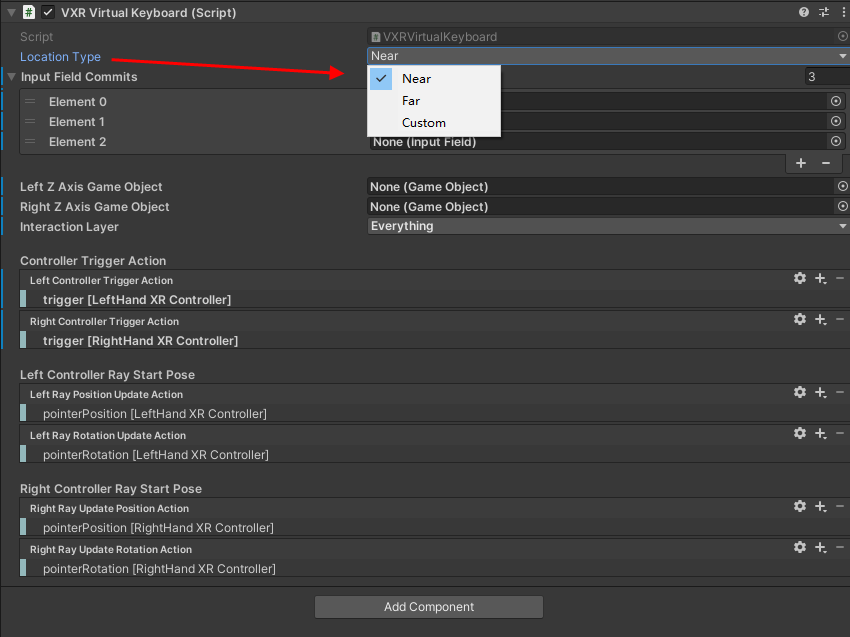 VXR Virtual Keyboard (Script)
Script VXRVirtualKeyboard
Location Type Near
Near
Far
Custom
Input Field Commits 3
Element 0
Element 1
Element 2 None (Input Field)
Left Z Axis Game Object None (Game Object)
Right Z Axis Game Object None (Game Object)
Interaction Layer Everything
Controller Trigger Action
Left Controller Trigger Action
trigger [LeftHand XR Controller]
Right Controller Trigger Action
trigger [RightHand XR Controller]
Left Controller Ray Start Pose
Left Ray Position Update Action
pointerPosition [LeftHand XR Controller]
Left Ray Rotation Update Action
pointerRotation [LeftHand XR Controller]
Right Controller Ray Start Pose
Right Ray Update Position Action
pointerPosition [RightHand XR Controller]
Right Ray Update Rotation Action
pointerRotation [RightHand XR Controller]
Add Component